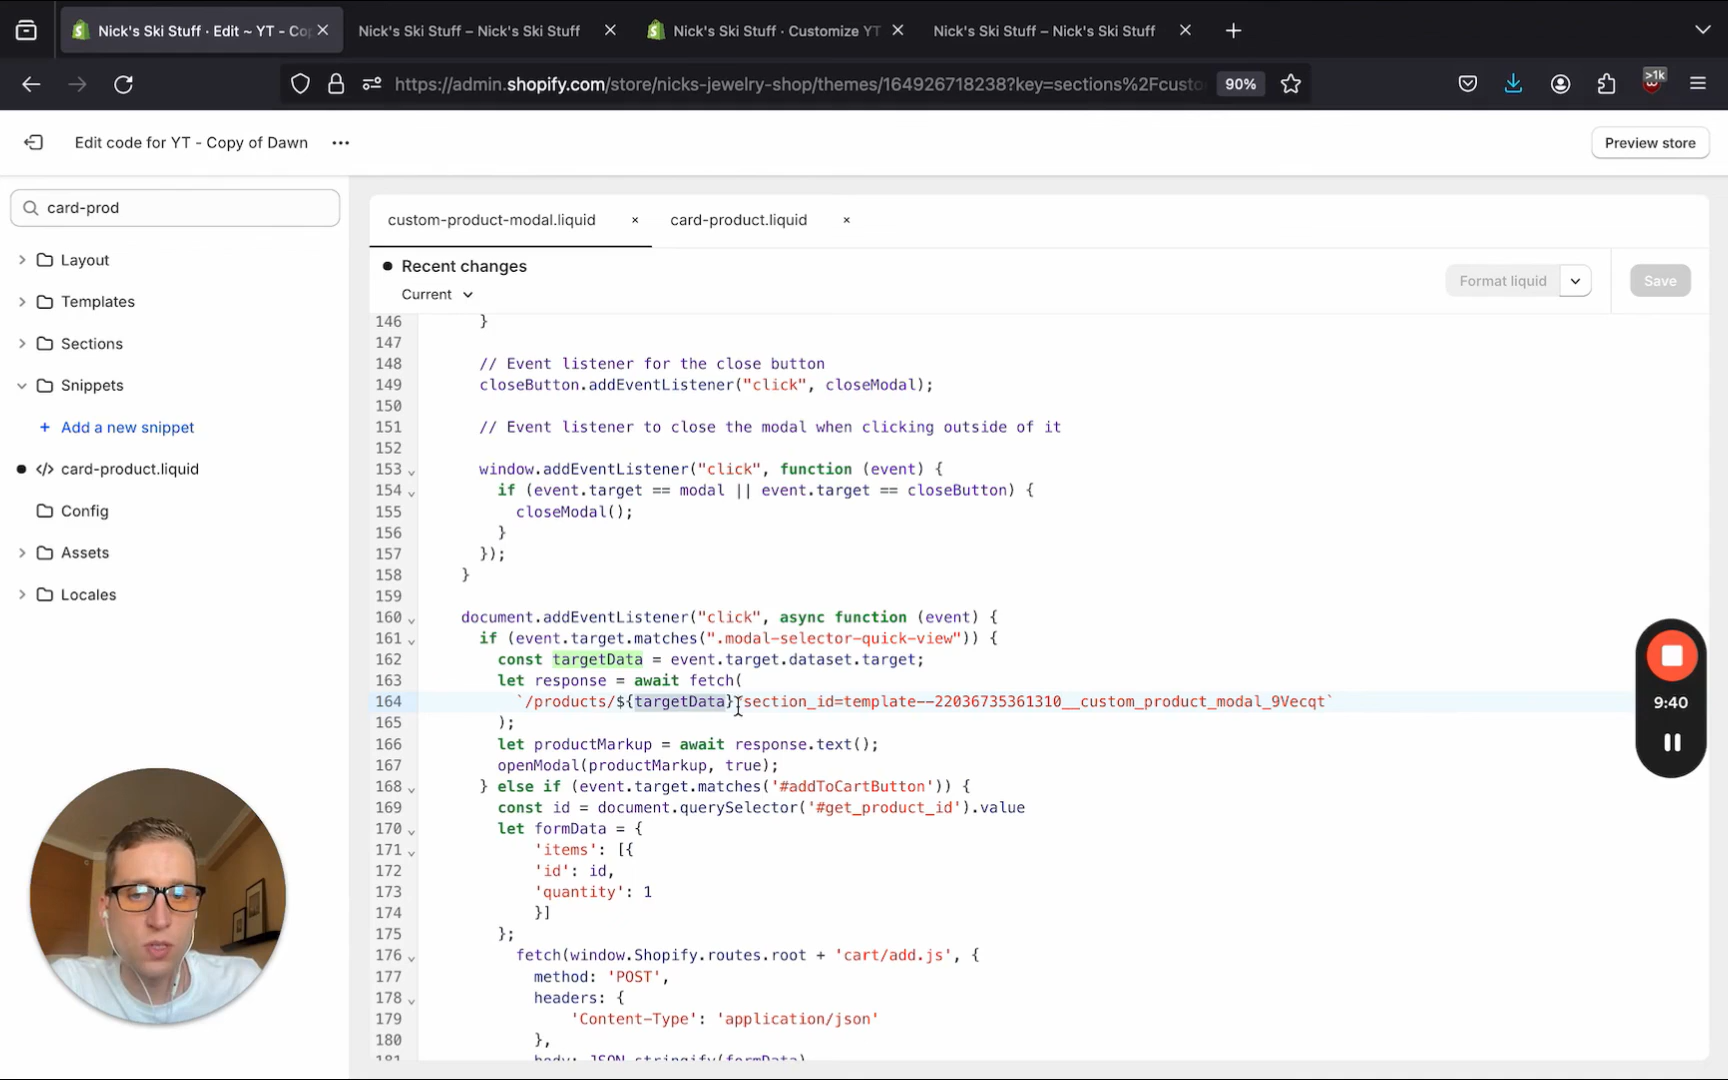 Nick's Ski Stuff · Edit ~ YT - Co
Nick's Ski Stuff – Nick's Ski Stuff
Nick's Ski Stuff · Customize YT
Nick's Ski Stuff – Nick's Ski Stuff
https://admin.shopify.com/store/nicks-jewelry-shop/themes/164926718238?key=sections%2Fcusto
90%
>1k
Edit code for YT - Copy of Dawn
Preview store
card-prod
Layout
Templates
Sections
Snippets
+ Add a new snippet
</> card-product.liquid
Config
Assets
Locales
custom-product-modal.liquid ×
card-product.liquid ×
Recent changes
Current
Format liquid
Save
146 }
147
148 // Event listener for the close button
149 closeButton.addEventListener("click", closeModal);
150
151 // Event listener to close the modal when clicking outside of it
152
153 window.addEventListener("click", function (event) {
154 if (event.target == modal || event.target == closeButton) {
155 closeModal();
156 }
157 });
158 }
159
160 document.addEventListener("click", async function (event) {
161 if (event.target.matches(".modal-selector-quick-view")) {
162 const targetData = event.target.dataset.target;
163 let response = await fetch(
164 `/products/${targetData}?section_id=template--22036735361310__custom_product_modal_9Vecqt`
165 );
166 let productMarkup = await response.text();
167 openModal(productMarkup, true);
168 } else if (event.target.matches('#addToCartButton')) {
169 const id = document.querySelector('#get_product_id').value
170 let formData = {
171 'items': [{
172 'id': id,
173 'quantity': 1
174 }]
175 };
176 fetch(window.Shopify.routes.root + 'cart/add.js', {
177 method: 'POST',
178 headers: {
179 'Content-Type': 'application/json'
180 },
181 body: JSON.stringify(formData)
9:40